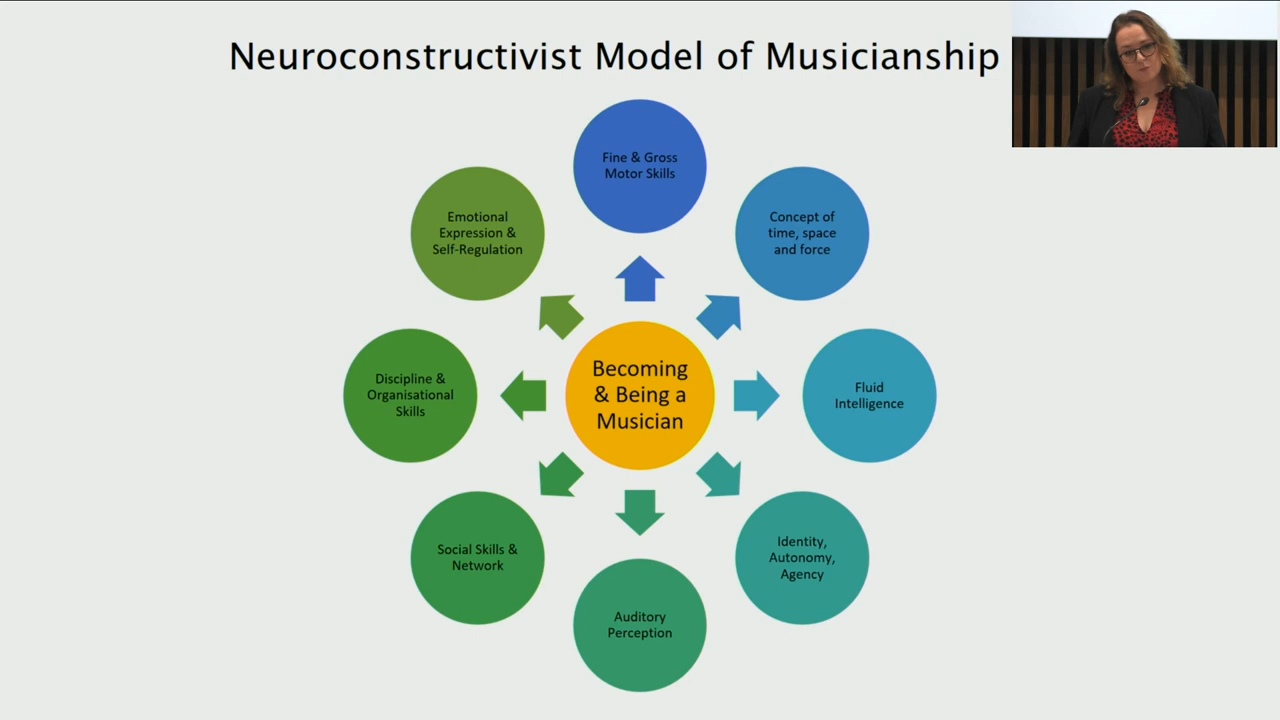 Neuroconstructivist Model of Musicianship
Fine & Gross
Motor Skills
Concept of
time, space
and force
Fluid
Intelligence
Identity,
Autonomy,
Agency
Auditory
Perception
Social Skills &
Network
Discipline &
Organisational
Skills
Emotional
Expression &
Self-Regulation
Becoming
& Being a
Musician